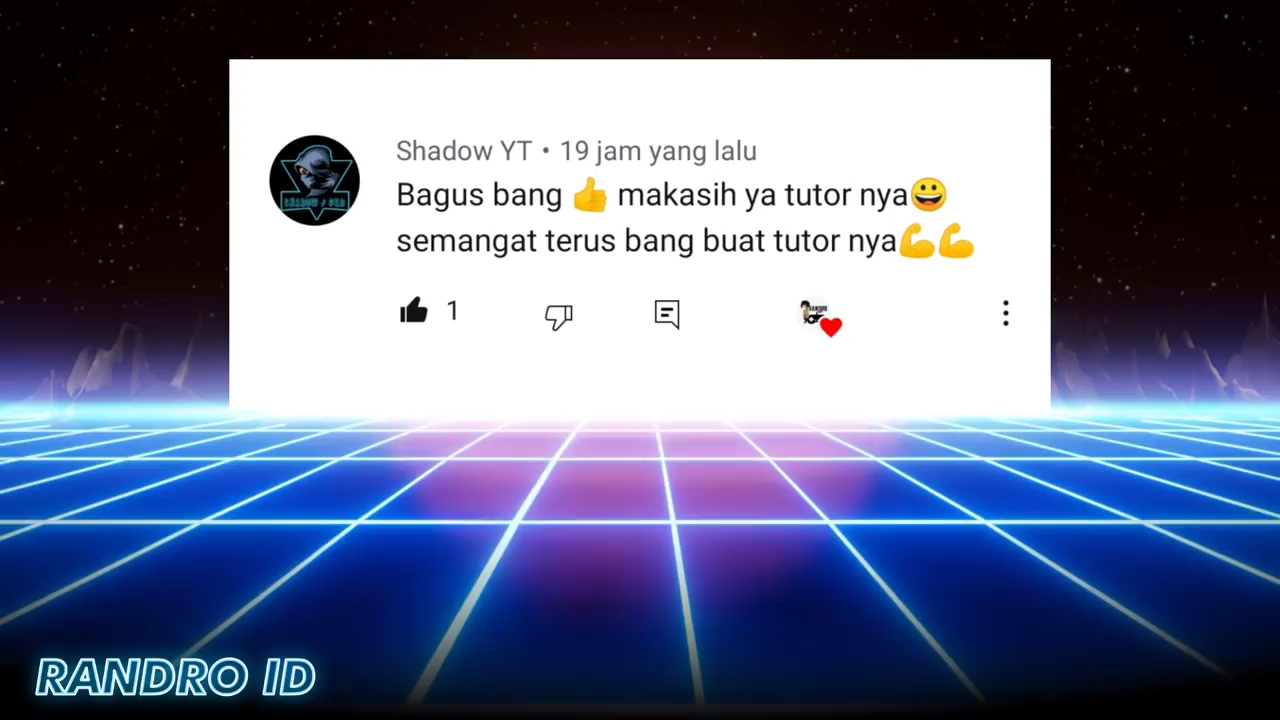 Shadow YT • 19 jam yang lalu
Bagus bang 👍 makasih ya tutor nya😀
semangat terus bang buat tutor nya💪💪
1
RANDRO ID